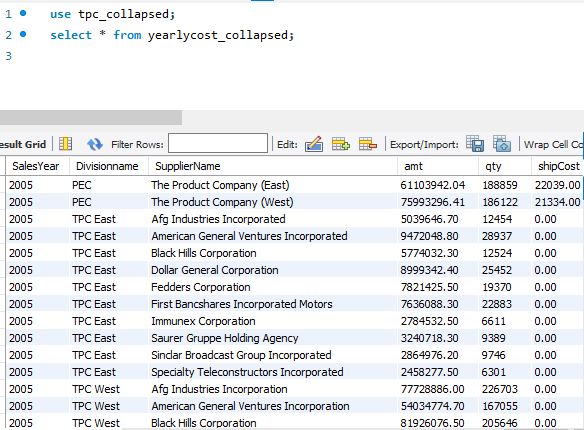 1 use tpc_collapsed;
2 select * from yearlycost_collapsed;
3
esult Grid Filter Rows: Edit: Export/Import: Wrap Cell Co
SalesYear Divisionname SupplierName amt qty shipCost
2005 PEC The Product Company (East) 61103942.04 188859 22039.00
2005 PEC The Product Company (West) 75993296.41 186122 21334.00
2005 TPC East Afg Industries Incorporated 5039646.70 12454 0.00
2005 TPC East American General Ventures Incorporated 9472048.80 28937 0.00
2005 TPC East Black Hills Corporation 5774032.30 12524 0.00
2005 TPC East Dollar General Corporation 8999342.40 25452 0.00
2005 TPC East Fedders Corporation 7821425.50 19370 0.00
2005 TPC East First Bancshares Incorporated Motors 7636088.30 22883 0.00
2005 TPC East Immunex Corporation 2784532.50 6611 0.00
2005 TPC East Saurer Gruppe Holding Agency 3240718.30 9389 0.00
2005 TPC East Sinclar Broadcast Group Incorporated 2864976.20 9746 0.00
2005 TPC East Specialty Teleconstructors Incorporated 2458277.50 6301 0.00
2005 TPC West Afg Industries Incorporation 77728886.00 226703 0.00
2005 TPC West American General Ventures Incorporation 54034774.70 167055 0.00
2005 TPC West Black Hills Corporation 81926076.50 205646 0.00